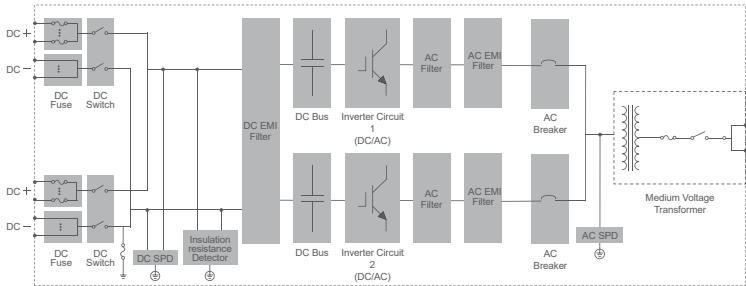 DC +
DC −
DC
Fuse
DC
Switch
DC +
DC −
DC
Fuse
DC
Switch
DC SPD
Insulation
resistance
Detector
DC EMI
Filter
DC Bus
Inverter Circuit
1
(DC/AC)
AC
Filter
AC EMI
Filter
AC
Breaker
DC Bus
Inverter Circuit
2
(DC/AC)
AC
Filter
AC EMI
Filter
AC
Breaker
AC SPD
Medium Voltage
Transformer